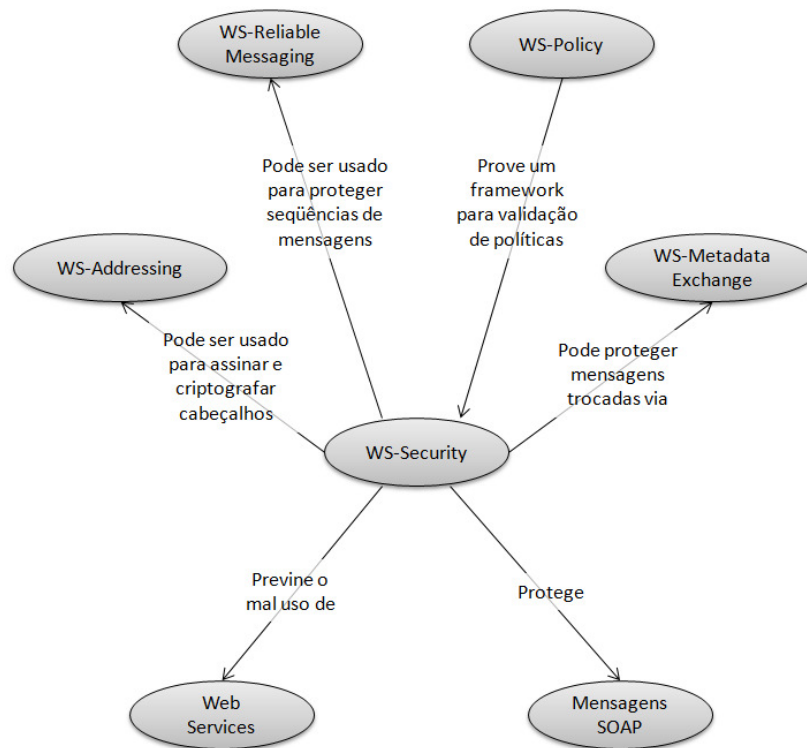 WS-Reliable
Messaging
WS-Policy
Pode ser usado
para proteger
seqüências de
mensagens
Prove um
framework
para validação
de políticas
WS-Addressing
WS-Metadata
Exchange
Pode ser usado
para assinar e
criptografar
cabeçalhos
Pode proteger
mensagens
trocadas via
WS-Security
Previne o
mal uso de
Protege
Web
Services
Mensagens
SOAP